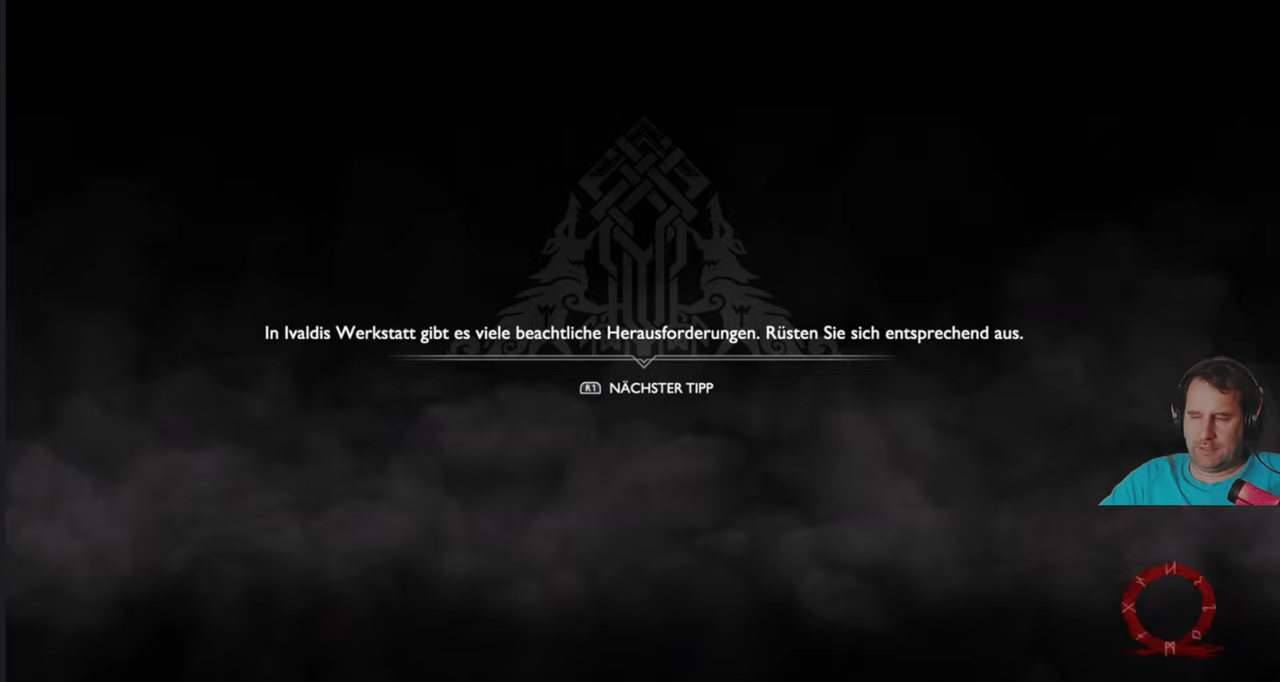 In Ivaldis Werkstatt gibt es viele beachtliche Herausforderungen. Rüsten Sie sich entsprechend aus.
R1 NÄCHSTER TIPP